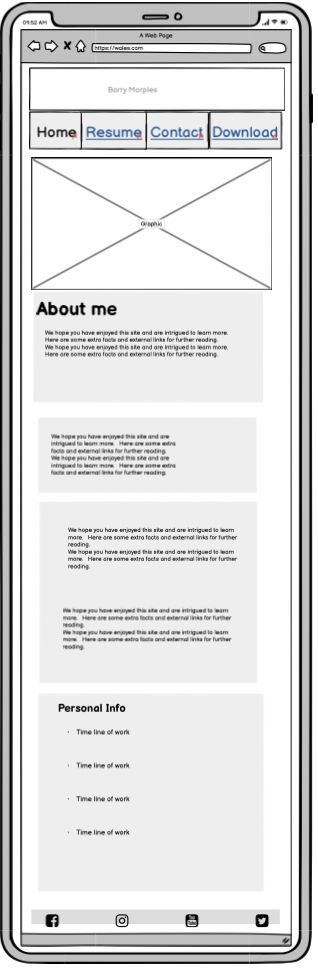 09:52 AM
A Web Page
https://wales.com
Barry Marples
Home
Resume
Contact
Download
Graphic
About me
We hope you have enjoyed this site and are intrigued to learn more.
Here are some extra facts and external links for further reading.
We hope you have enjoyed this site and are intrigued to learn more.
Here are some extra facts and external links for further reading.
We hope you have enjoyed this site and are
intrigued to learn more. Here are some extra
facts and external links for further reading.
We hope you have enjoyed this site and are
intrigued to learn more. Here are some extra
facts and external links for further reading.
We hope you have enjoyed this site and are intrigued to learn
more. Here are some extra facts and external links for further
reading.
We hope you have enjoyed this site and are intrigued to learn
more. Here are some extra facts and external links for further
reading.
We hope you have enjoyed this site and are intrigued to learn
more. Here are some extra facts and external links for further
reading.
We hope you have enjoyed this site and are intrigued to learn
more. Here are some extra facts and external links for further
reading.
Personal Info
· Time line of work
· Time line of work
· Time line of work
· Time line of work
You
Tube